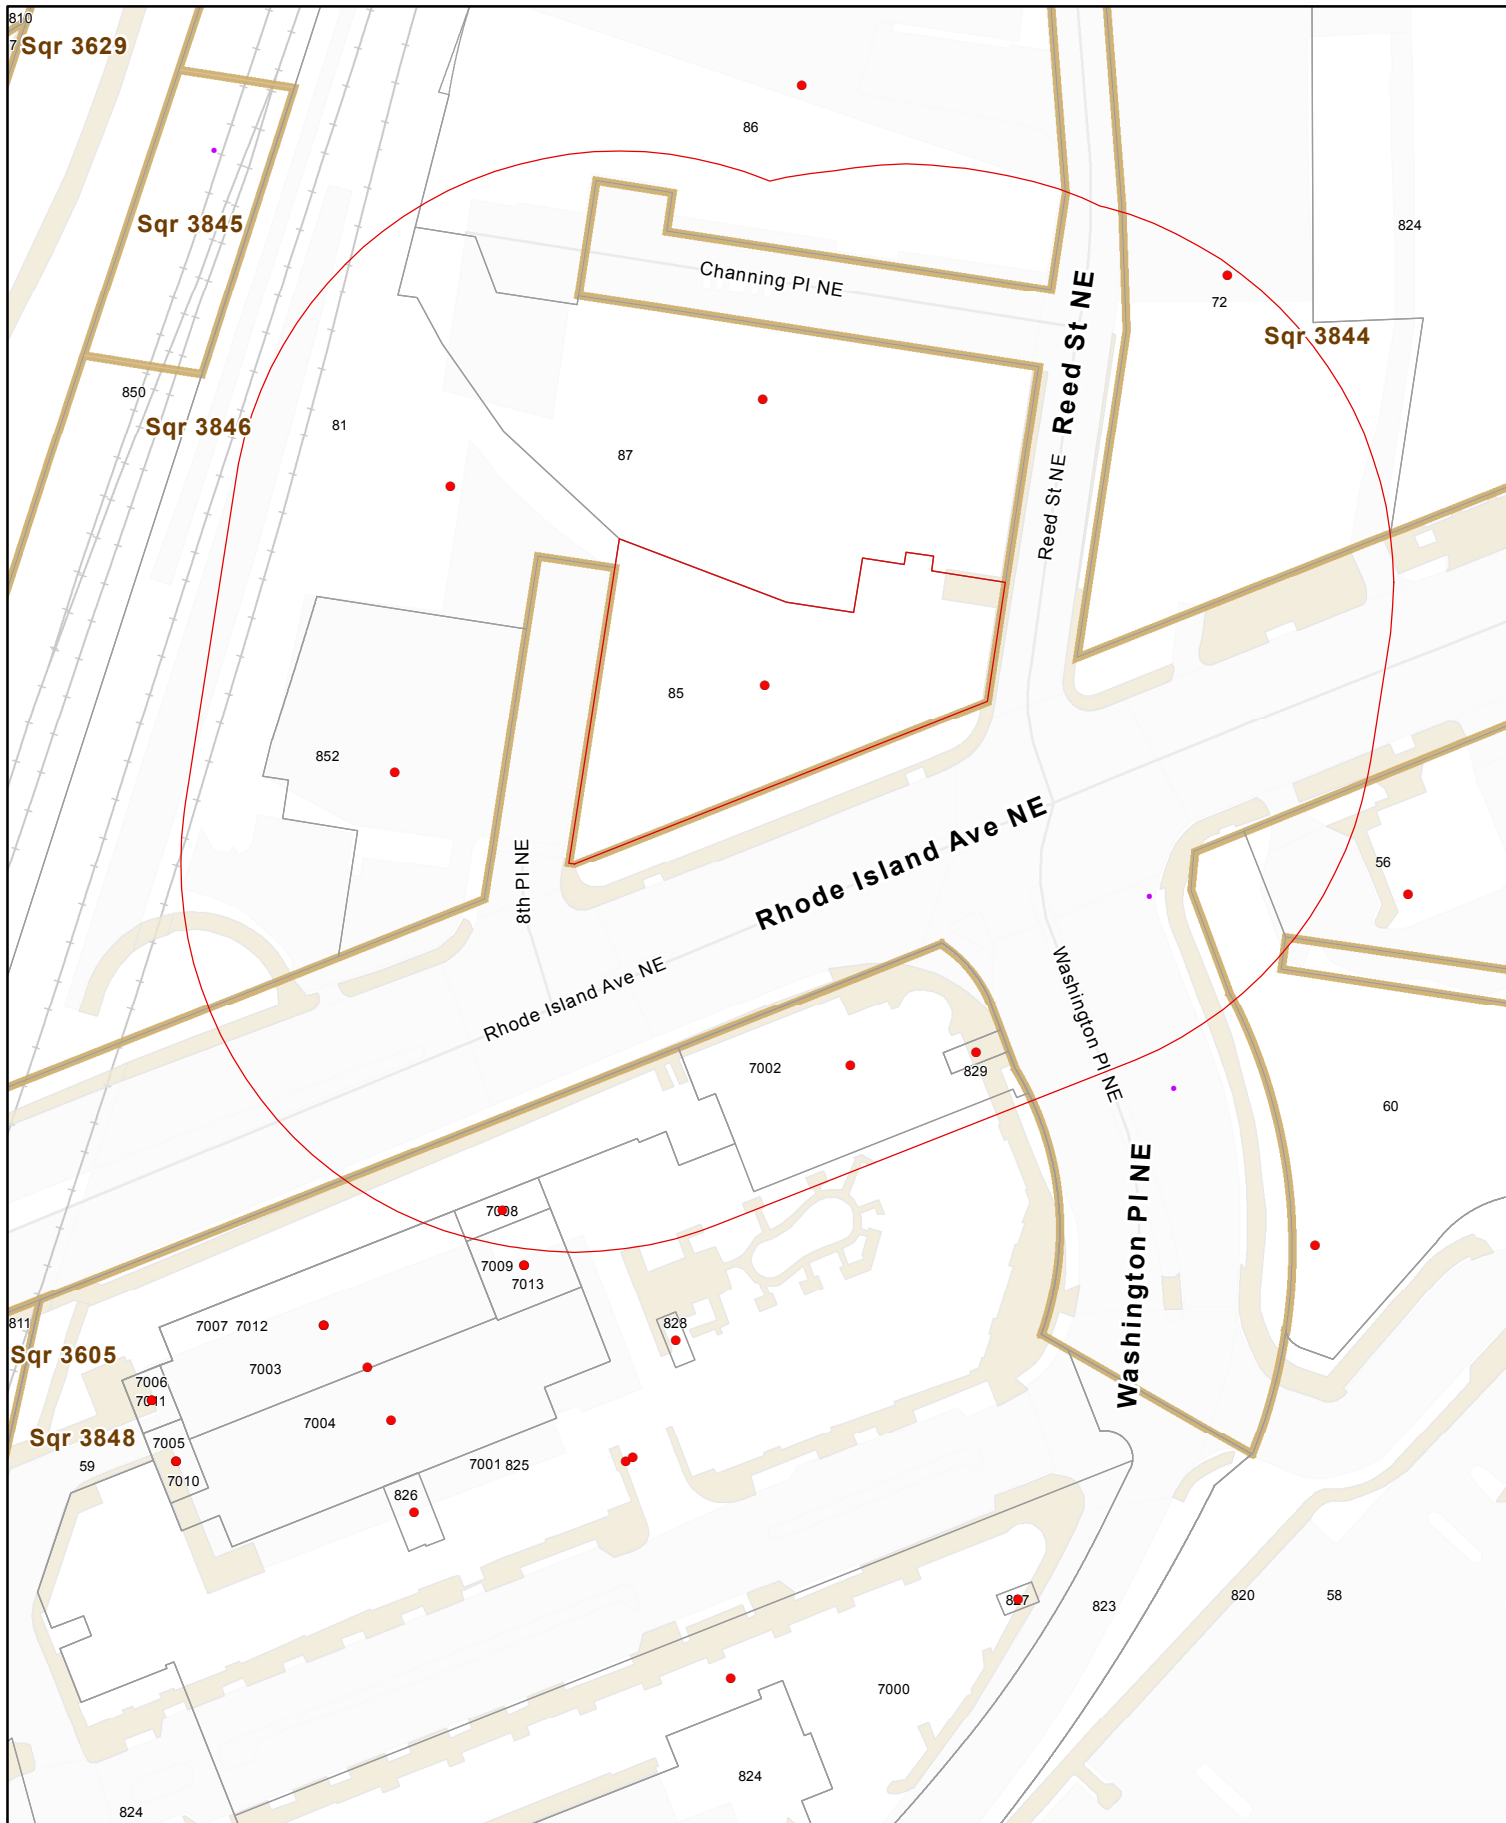 810
7
Sqr 3629
86
Sqr 3845
824
Channing Pl NE
Reed St NE
72
Sqr 3844
850
Sqr 3846
81
87
Reed St NE
85
852
56
Rhode Island Ave NE
8th Pl NE
Rhode Island Ave NE
Washington Pl NE
7002
829
60
7008
7009
7013
Washington Pl NE
811
7007 7012
828
Sqr 3605
7003
7006
7011
7004
Sqr 3848
7005
59
7010
7001 825
826
827
823
820
58
7000
824
824